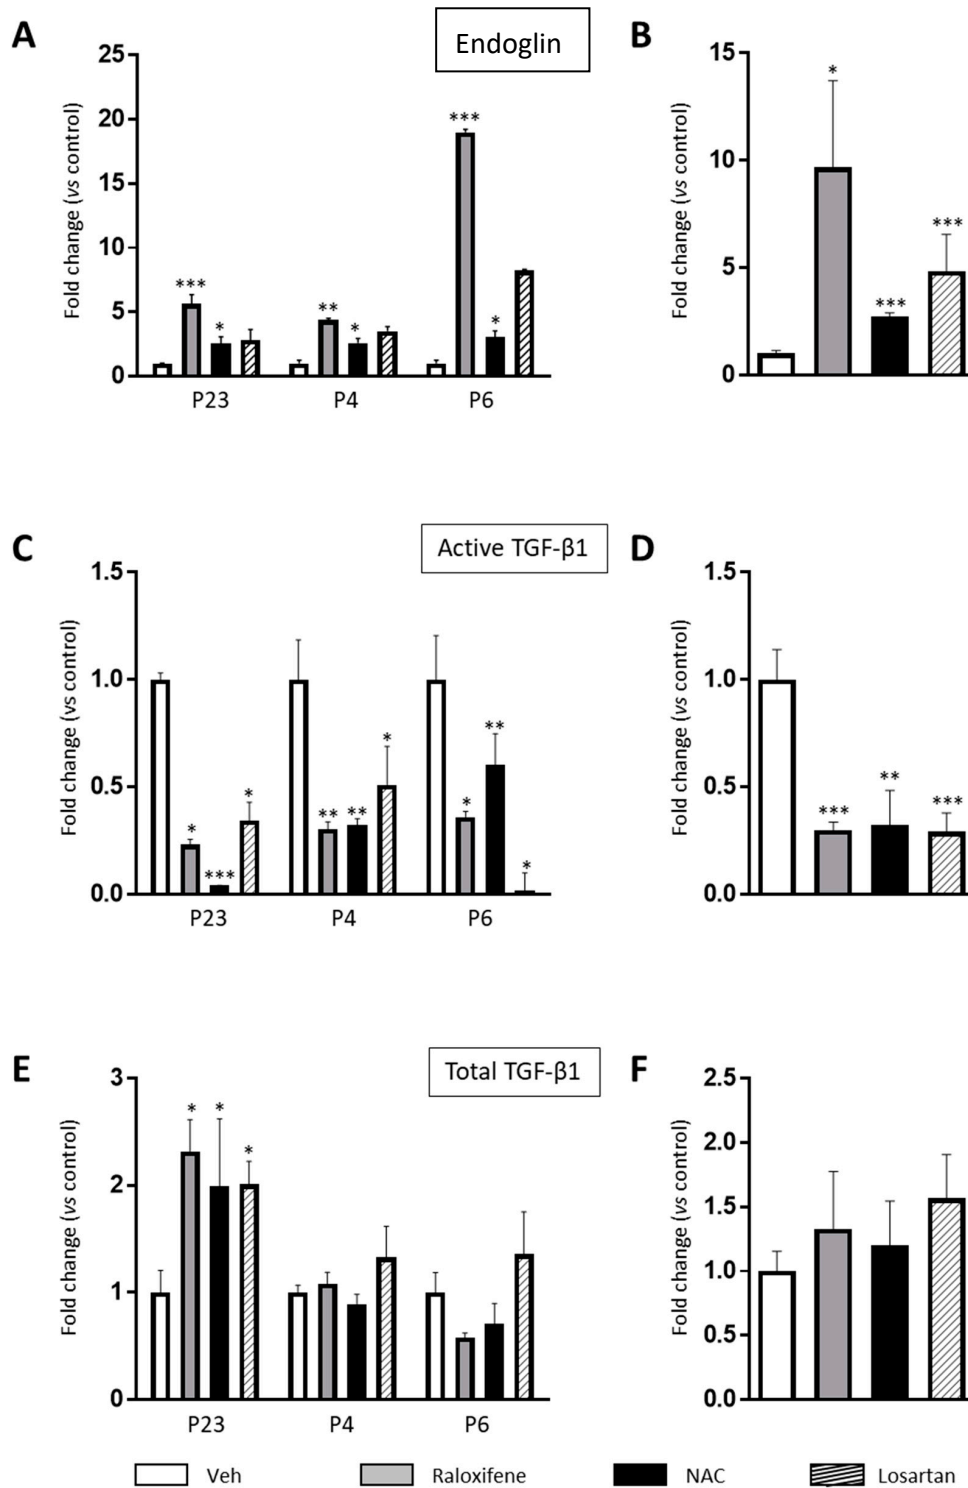 A
Endoglin
B
Fold change (vs control)
25
20
15
10
5
0
***
*
**
*
***
*
P23 P4 P6
Fold change (vs control)
15
10
5
0
*
***
***
C
Active TGF-β1
D
Fold change (vs control)
1.5
1.0
0.5
0.0
*
***
*
**
**
*
*
**
*
P23 P4 P6
Fold change (vs control)
1.5
1.0
0.5
0.0
***
**
***
E
Total TGF-β1
F
Fold change (vs control)
3
2
1
0
*
*
*
P23 P4 P6
Fold change (vs control)
2.5
2.0
1.5
1.0
0.5
0.0
Veh Raloxifene NAC Losartan